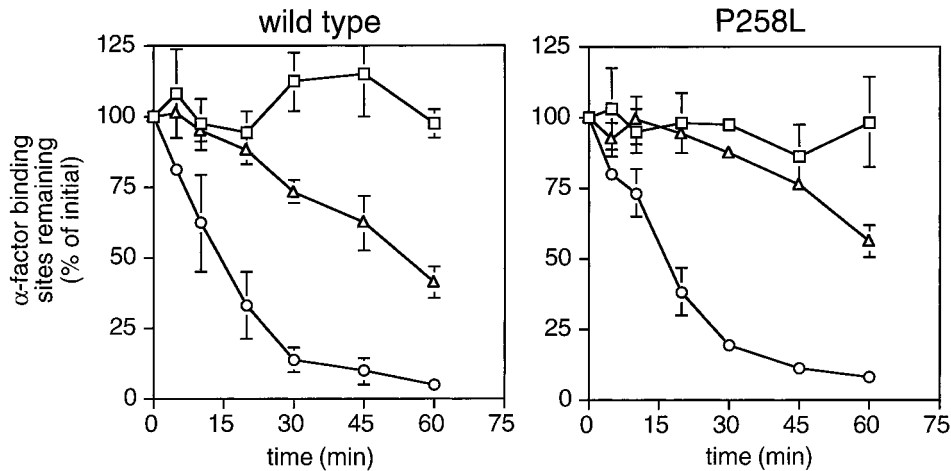 wild type
P258L
α-factor binding
sites remaining
(% of initial)
125
100
75
50
25
0
0 15 30 45 60 75
time (min)
125
100
75
50
25
0
0 15 30 45 60 75
time (min)